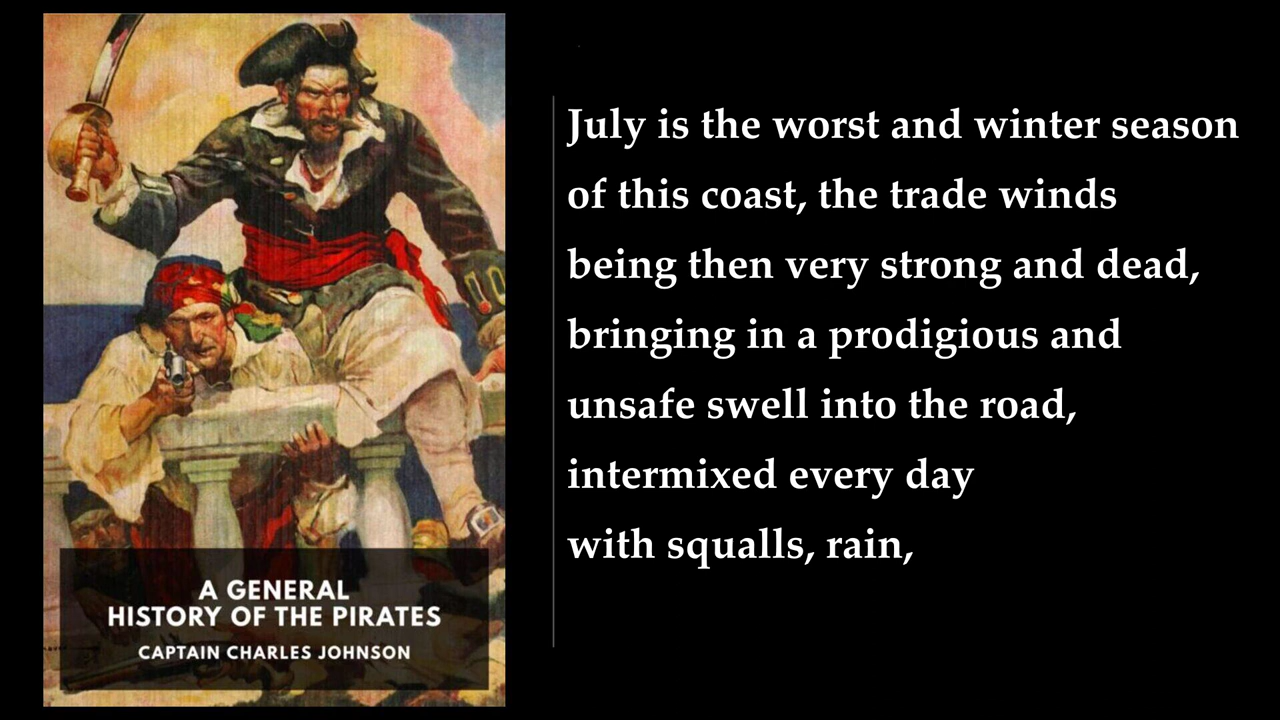 July is the worst and winter season
of this coast, the trade winds
being then very strong and dead,
bringing in a prodigious and
unsafe swell into the road,
intermixed every day
with squalls, rain,
A GENERAL
HISTORY OF THE PIRATES
CAPTAIN CHARLES JOHNSON